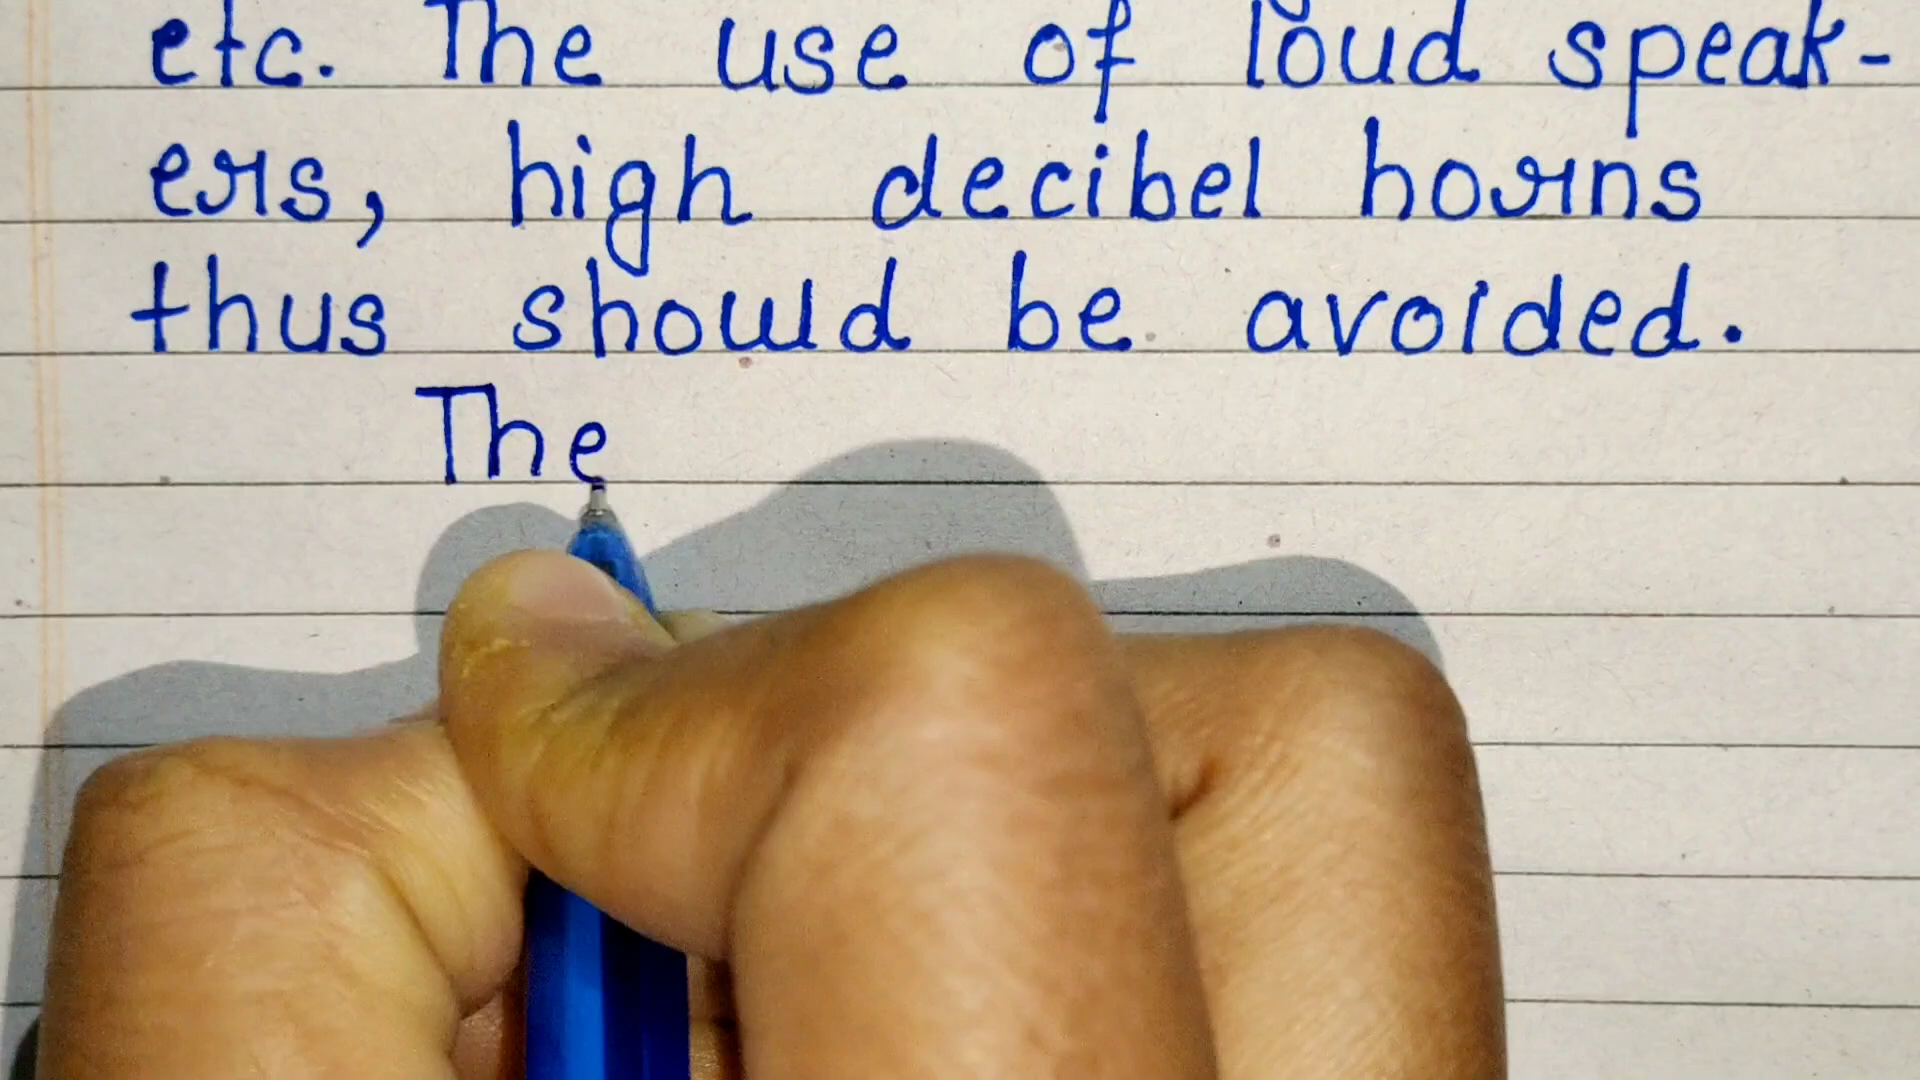 etc. The use of loud speak-
ers, high decibel horns
thus should be avoided.
The